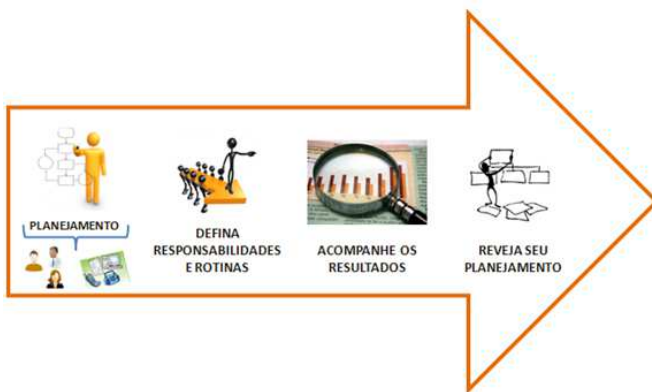 PLANEJAMENTO
DEFINA
RESPONSABILIDADES
E ROTINAS
ACOMPANHE OS
RESULTADOS
REVEJA SEU
PLANEJAMENTO